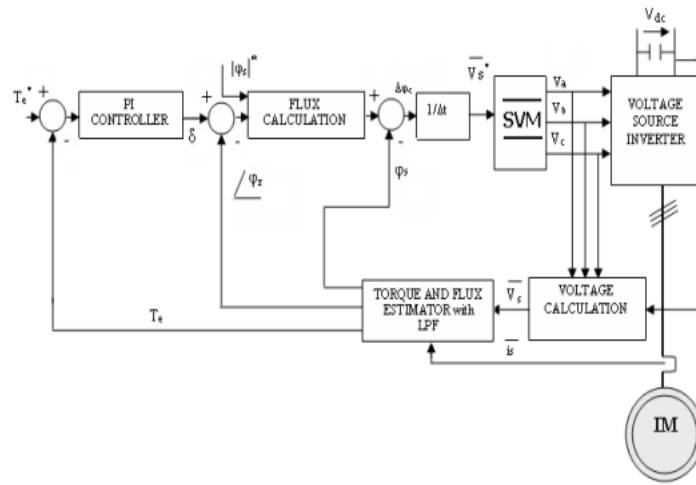 Vdc
|φs|*
Te*
+
-
PI
CONTROLLER
δ
+
-
FLUX
CALCULATION
+
-
Δφs
1/Δt
Vs*
SVM
Va
Vb
Vc
VOLTAGE
SOURCE
INVERTER
φr
φs
Te
TORQUE AND FLUX
ESTIMATOR with
LPF
Vs
is
VOLTAGE
CALCULATION
IM